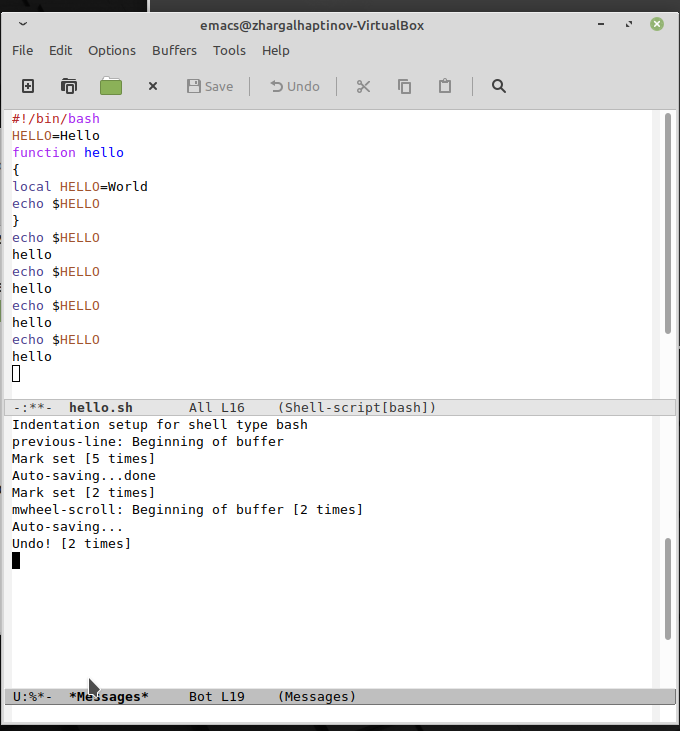 emacs@zhargalhaptinov-VirtualBox
File Edit Options Buffers Tools Help
Save Undo
#!/bin/bash
HELLO=Hello
function hello
{
local HELLO=World
echo $HELLO
}
echo $HELLO
hello
echo $HELLO
hello
echo $HELLO
hello
echo $HELLO
hello
-:**-  hello.sh       All L16    (Shell-script[bash])
Indentation setup for shell type bash
previous-line: Beginning of buffer
Mark set [5 times]
Auto-saving...done
Mark set [2 times]
mwheel-scroll: Beginning of buffer [2 times]
Auto-saving...
Undo! [2 times]
U:%*-  *Messages*     Bot L19    (Messages)